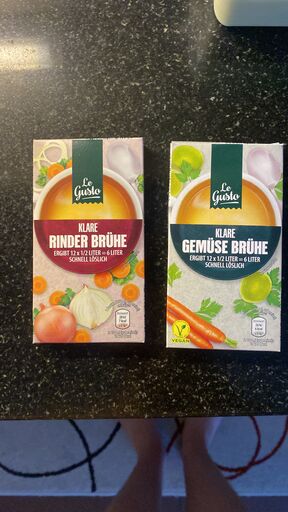 Le
Gusto
KLARE
RINDER BRÜHE
ERGIBT 12 x 1/2 LITER = 6 LITER
SCHNELL LÖSLICH
Le
Gusto
KLARE
GEMÜSE BRÜHE
ERGIBT 12 x 1/2 LITER = 6 LITER
SCHNELL LÖSLICH
VEGAN